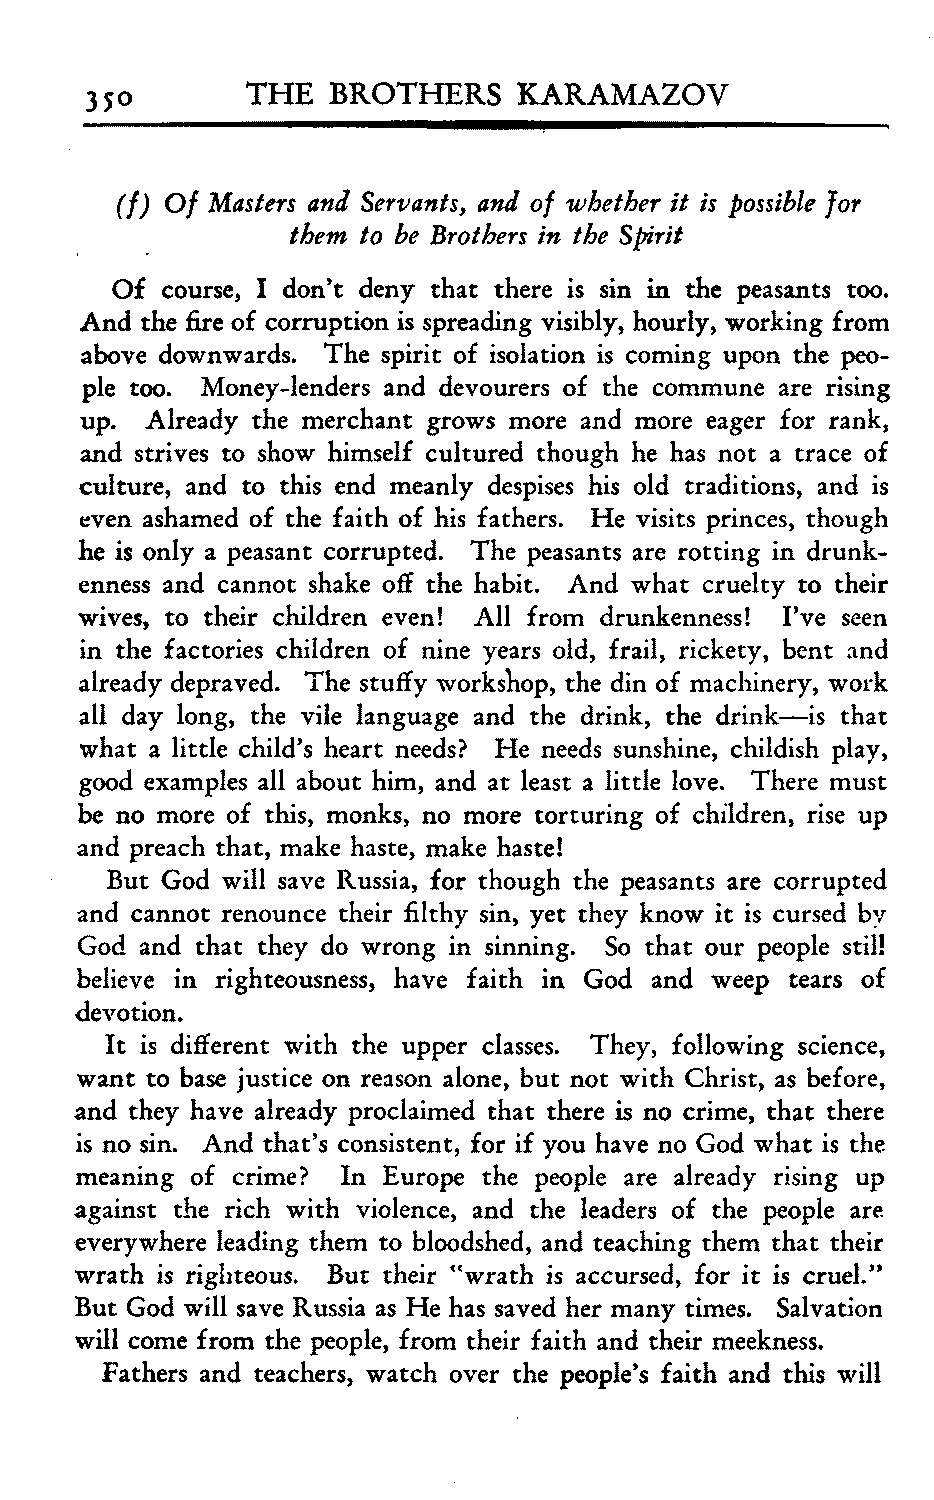 350 THE BROTHERS KARAMAZOV
(f) Of Masters and Servants, and of whether it is possible for
them to be Brothers in the Spirit
Of course, I don't deny that there is sin in the peasants too.
And the fire of corruption is spreading visibly, hourly, working from
above downwards. The spirit of isolation is coming upon the peo-
ple too. Money-lenders and devourers of the commune are rising
up. Already the merchant grows more and more eager for rank,
and strives to show himself cultured though he has not a trace of
culture, and to this end meanly despises his old traditions, and is
even ashamed of the faith of his fathers. He visits princes, though
he is only a peasant corrupted. The peasants are rotting in drunk-
enness and cannot shake off the habit. And what cruelty to their
wives, to their children even! All from drunkenness! I've seen
in the factories children of nine years old, frail, rickety, bent and
already depraved. The stuffy workshop, the din of machinery, work
all day long, the vile language and the drink, the drink—is that
what a little child's heart needs? He needs sunshine, childish play,
good examples all about him, and at least a little love. There must
be no more of this, monks, no more torturing of children, rise up
and preach that, make haste, make haste!
But God will save Russia, for though the peasants are corrupted
and cannot renounce their filthy sin, yet they know it is cursed by
God and that they do wrong in sinning. So that our people still
believe in righteousness, have faith in God and weep tears of
devotion.
It is different with the upper classes. They, following science,
want to base justice on reason alone, but not with Christ, as before,
and they have already proclaimed that there is no crime, that there
is no sin. And that's consistent, for if you have no God what is the
meaning of crime? In Europe the people are already rising up
against the rich with violence, and the leaders of the people are
everywhere leading them to bloodshed, and teaching them that their
wrath is righteous. But their "wrath is accursed, for it is cruel."
But God will save Russia as He has saved her many times. Salvation
will come from the people, from their faith and their meekness.
Fathers and teachers, watch over the people's faith and this will